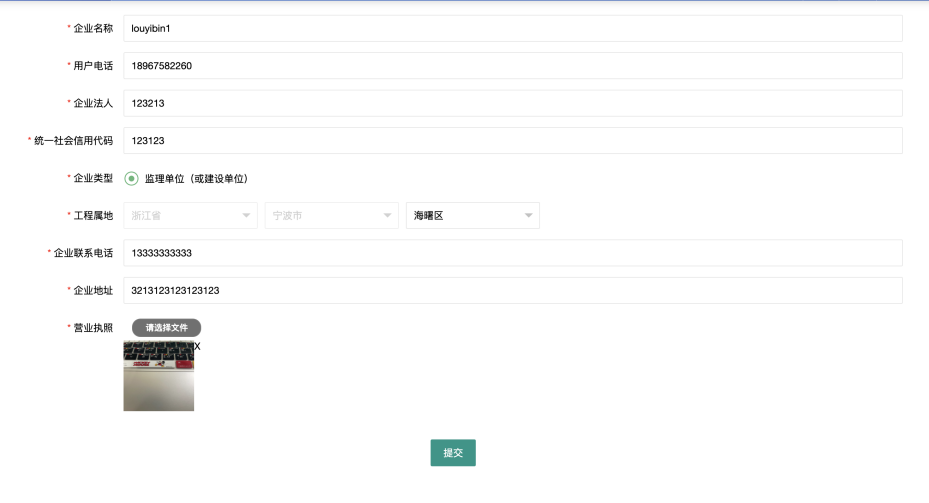 * 企业名称 louyibin1
* 用户电话 18967582260
* 企业法人 123213
* 统一社会信用代码 123123
* 企业类型 监理单位（或建设单位）
* 工程属地 浙江省 宁波市 海曙区
* 企业联系电话 13333333333
* 企业地址 3213123123123123
* 营业执照 请选择文件
X
提交